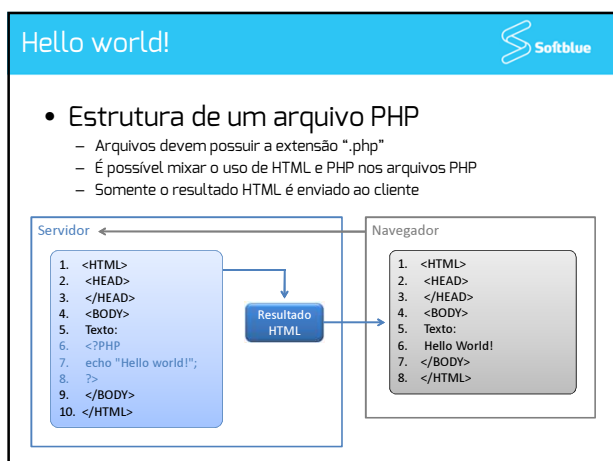 Hello world!
Softblue
• Estrutura de um arquivo PHP
– Arquivos devem possuir a extensão “.php”
– É possível mixar o uso de HTML e PHP nos arquivos PHP
– Somente o resultado HTML é enviado ao cliente
Servidor
1. <HTML>
2. <HEAD>
3. </HEAD>
4. <BODY>
5. Texto:
6. <?PHP
7. echo "Hello world!";
8. ?>
9. </BODY>
10. </HTML>
Resultado
HTML
Navegador
1. <HTML>
2. <HEAD>
3. </HEAD>
4. <BODY>
5. Texto:
6. Hello World!
7. </BODY>
8. </HTML>